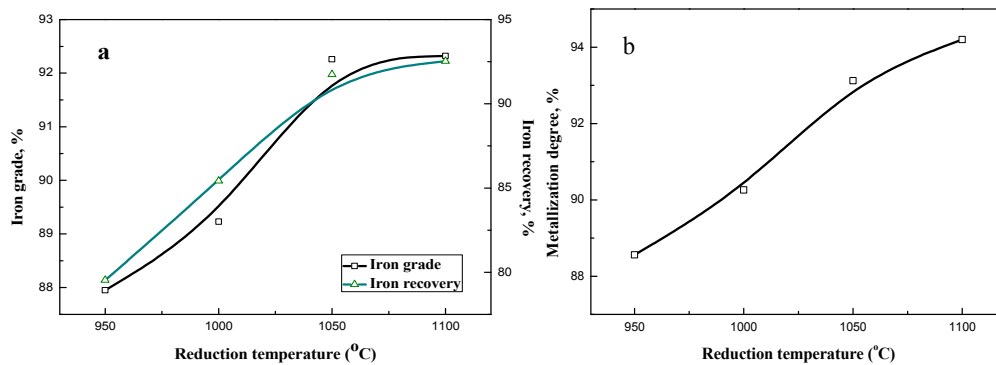 a
93
92
91
90
89
88
Iron grade, %
95
90
85
80
Iron recovery, %
Iron grade
Iron recovery
950 1000 1050 1100
Reduction temperature (°C)
b
94
92
90
88
Metallization degree, %
950 1000 1050 1100
Reduction temperature (°C)